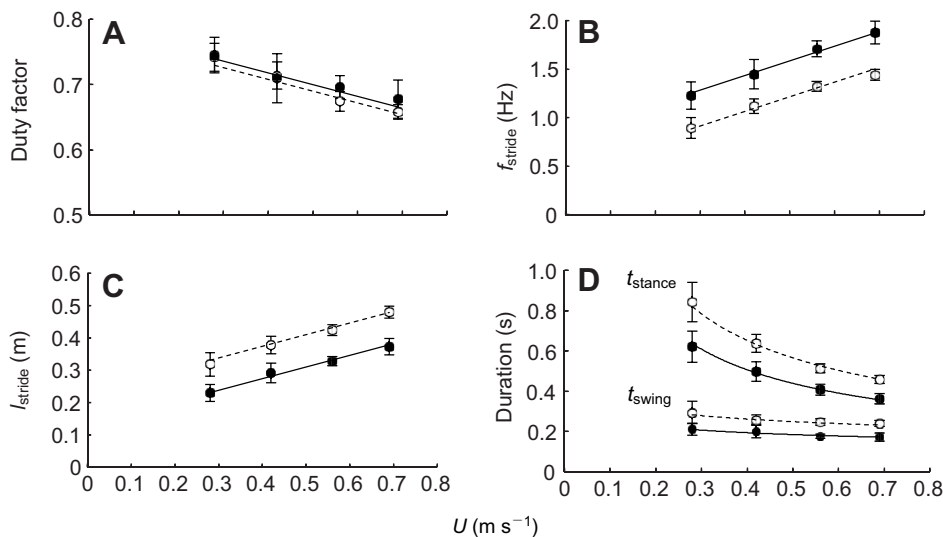 A
Duty factor
0.8
0.7
0.6
0.5
B
f stride (Hz)
2.0
1.5
1.0
0.5
0
C
l stride (m)
0.6
0.5
0.4
0.3
0.2
0.1
0
0 0.1 0.2 0.3 0.4 0.5 0.6 0.7 0.8
D
Duration (s)
1.0
0.8
0.6
0.4
0.2
0
t stance
t swing
0 0.1 0.2 0.3 0.4 0.5 0.6 0.7 0.8
U (m s−1)